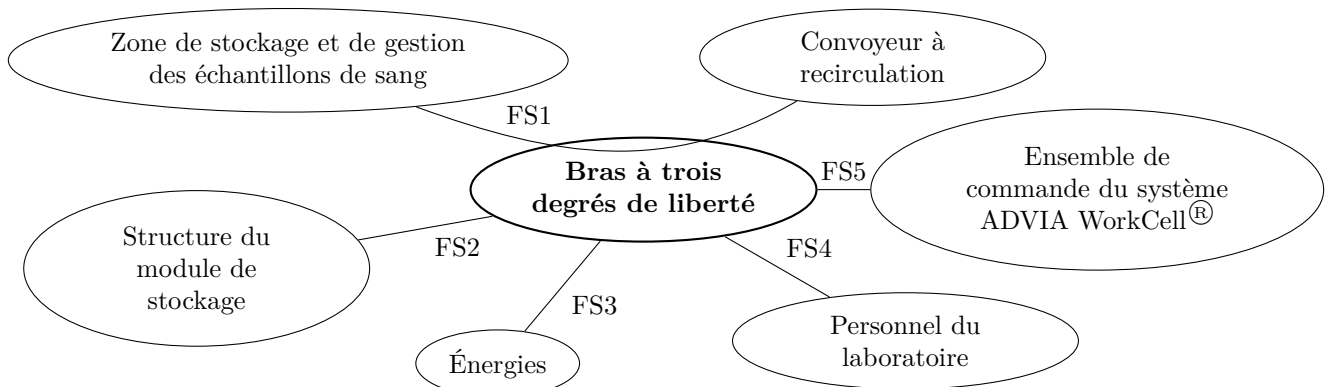 Zone de stockage et de gestion
des échantillons de sang
Convoyeur à
recirculation
FS1
Bras à trois
degrés de liberté
FS5
Ensemble de
commande du système
ADVIA WorkCell®
Structure du
module de
stockage
FS2
FS4
FS3
Énergies
Personnel du
laboratoire